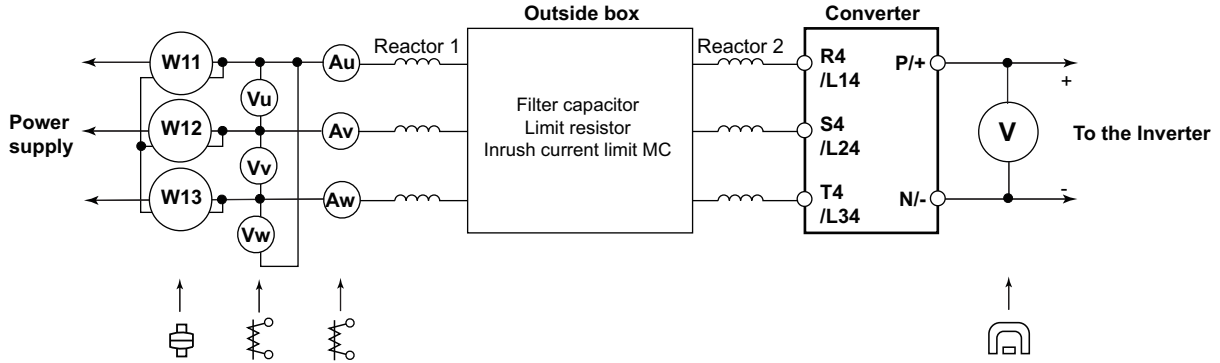 Outside box
Converter
Reactor 1
Reactor 2
W11
Au
R4
/L14
P/+
+
Vu
Filter capacitor
Limit resistor
Inrush current limit MC
Power
supply
W12
Av
S4
/L24
V
To the Inverter
Vv
W13
Aw
T4
/L34
N/-
-
Vw